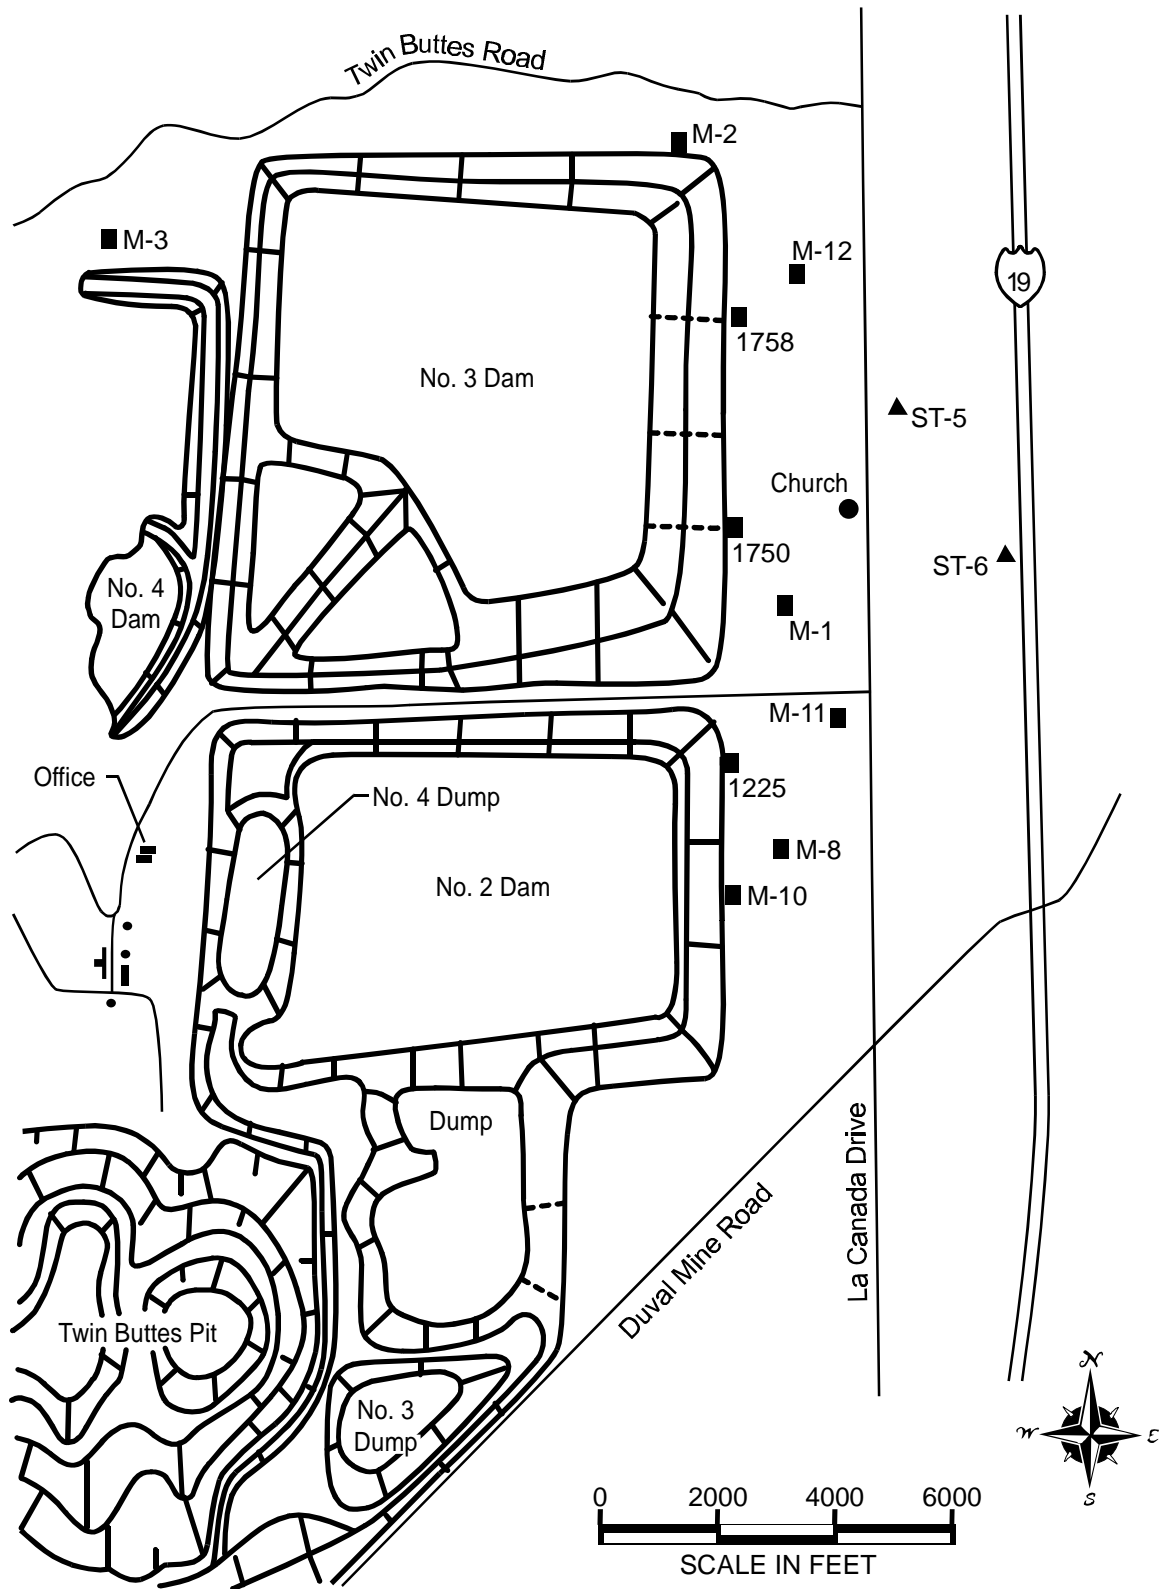 Twin Buttes Road
M-2
M-3
M-12
19
1758
No. 3 Dam
ST-5
Church
1750
ST-6
No. 4
Dam
M-1
M-11
Office
1225
No. 4 Dump
M-8
No. 2 Dam
M-10
Dump
La Canada Drive
Duval Mine Road
Twin Buttes Pit
No. 3
Dump
N
W
E
S
0 2000 4000 6000
SCALE IN FEET